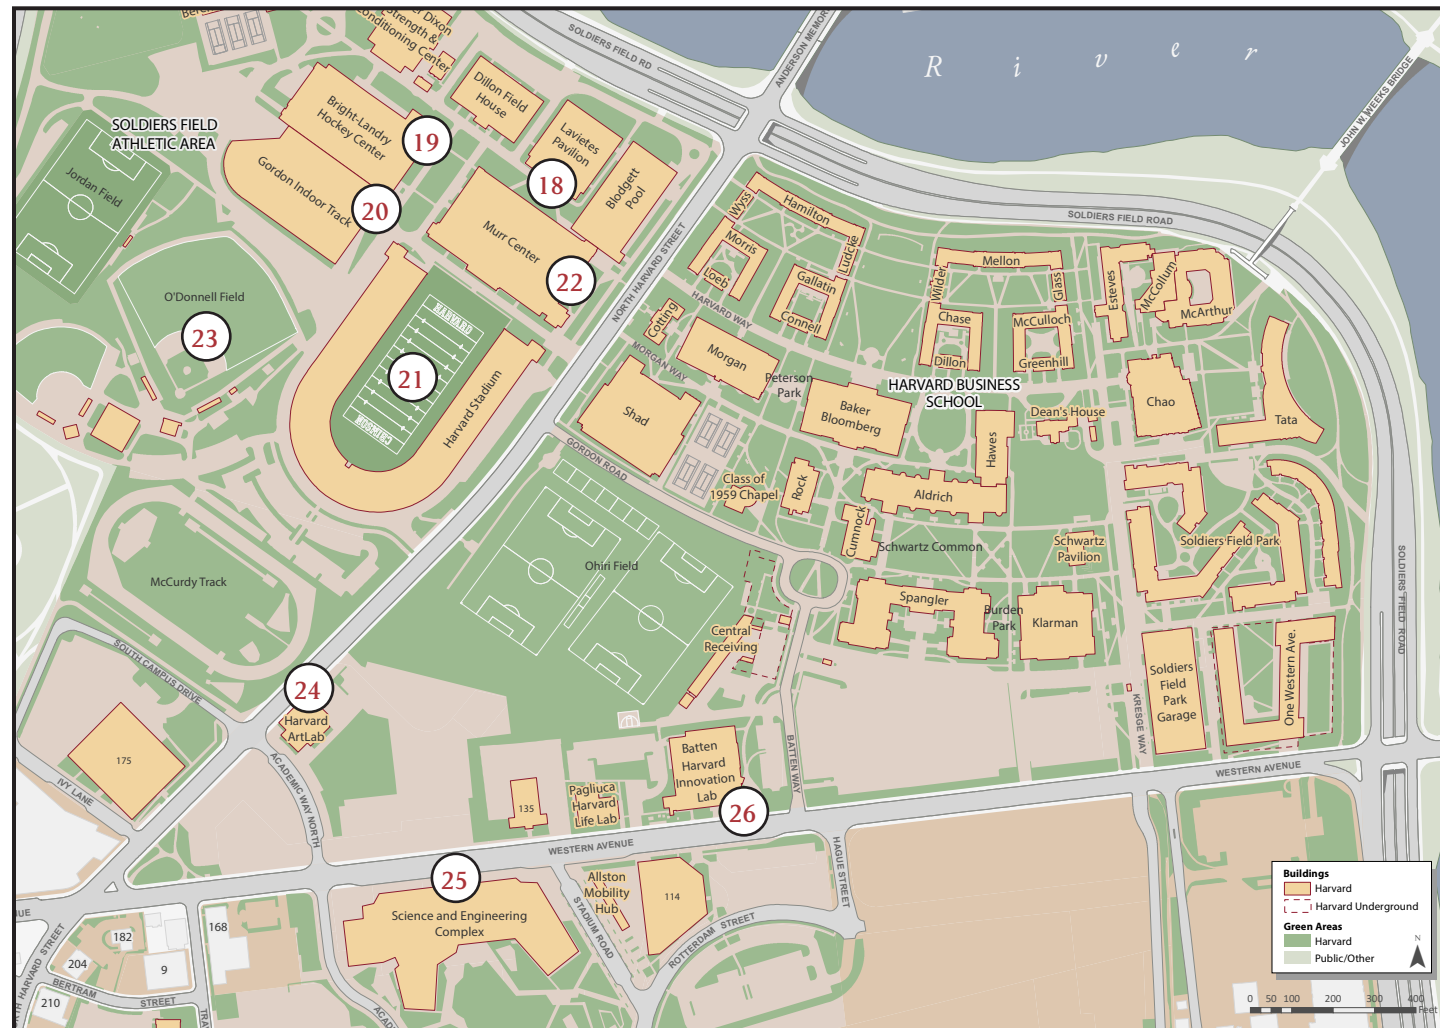 R i v e r
SOLDIERS FIELD RD
JOHN W. WEEKS BRIDGE
Strength &
Conditioning Center
Dillon Field
House
Bright-Landry
Hockey Center
19
SOLDIERS FIELD
ATHLETIC AREA
Lavietes
Pavilion
18
Jordan Field
Gordon Indoor Track
20
Blodgett
Pool
Murr Center
22
NORTH HARVARD STREET
SOLDIERS FIELD ROAD
Wyss
Hamilton
Ludcke
Morris
Loeb
Gallatin
Connell
Mellon
Wilder
Glass
Chase
Dillon
McCulloch
Greenhill
Esteves
McCollum
McArthur
O'Donnell Field
23
HARVARD
21
CRIMSON
Harvard Stadium
HARVARD WAY
Cotting
MORGAN WAY
Morgan
Peterson
Park
HARVARD BUSINESS
SCHOOL
Shad
Baker
Bloomberg
Dean's House
Chao
Tata
Hawes
GORDON ROAD
Class of
1959 Chapel
Rock
Aldrich
Cumnock
Schwartz Common
Schwartz
Pavilion
Soldiers Field Park
SOLDIERS FIELD ROAD
Ohiri Field
McCurdy Track
Spangler
Burden
Park
Klarman
Central
Receiving
SOUTH CAMPUS DRIVE
24
Harvard
ArtLab
Soldiers
Field
Park
Garage
One Western Ave.
KRESGE WAY
175
IVY LANE
ACADEMIC WAY NORTH
Batten
Harvard
Innovation
Lab
BATTEN WAY
WESTERN AVENUE
135
Pagliuca
Harvard
Life Lab
26
WESTERN AVENUE
HAGUE STREET
25
Science and Engineering
Complex
Allston
Mobility
Hub
114
STADIUM ROAD
ROTTERDAM STREET
168
182
204
9
210
BERTRAM STREET
Buildings
Harvard
Harvard Underground
Green Areas
Harvard
Public/Other
N
0 50 100 200 300 400
Feet